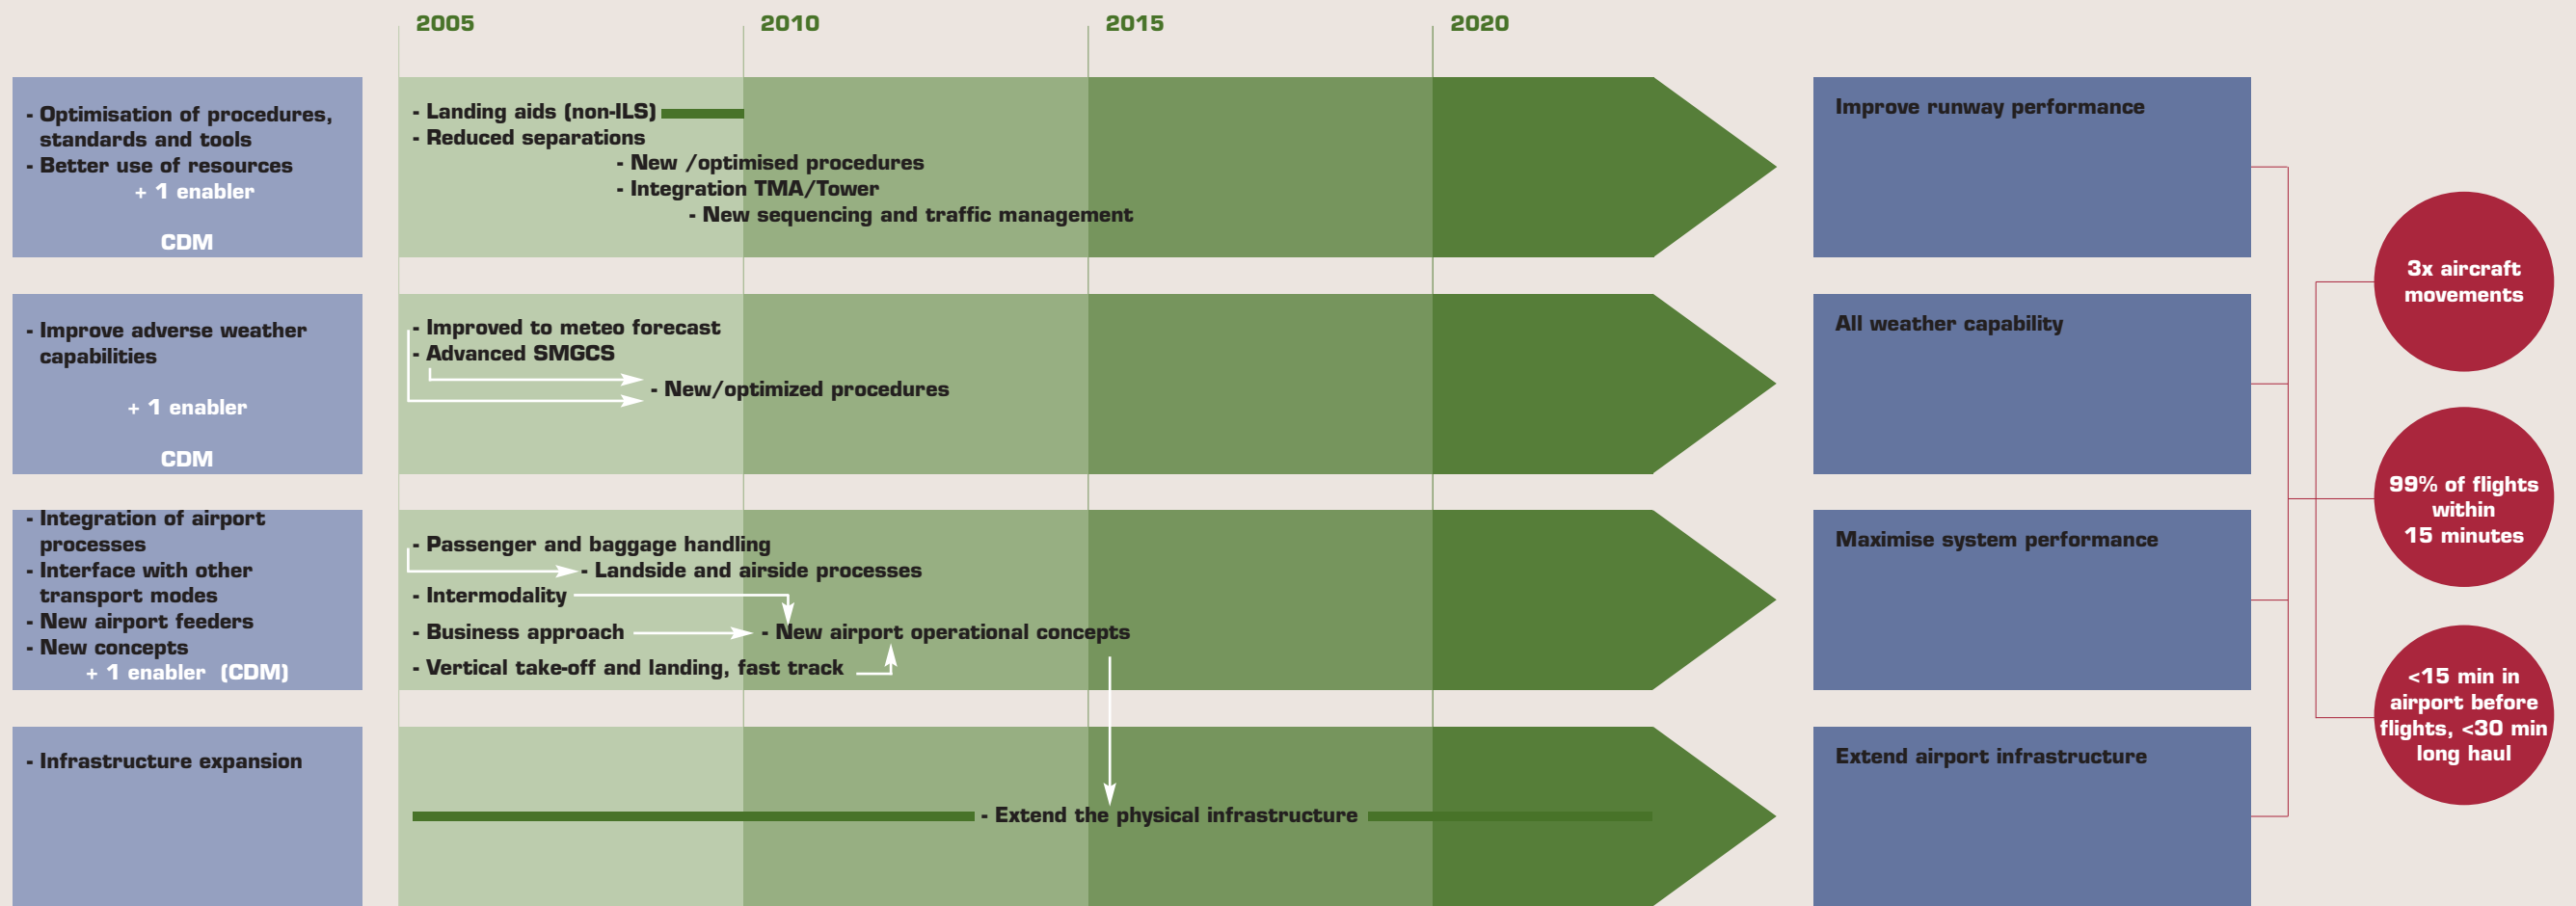 2005
2010
2015
2020
- Optimisation of procedures,
standards and tools
- Better use of resources
+ 1 enabler
CDM
- Landing aids (non-ILS)
- Reduced separations
- New /optimised procedures
- Integration TMA/Tower
- New sequencing and traffic management
Improve runway performance
- Improve adverse weather
capabilities
+ 1 enabler
CDM
- Improved to meteo forecast
- Advanced SMGCS
- New/optimized procedures
All weather capability
- Integration of airport
processes
- Interface with other
transport modes
- New airport feeders
- New concepts
+ 1 enabler (CDM)
- Passenger and baggage handling
- Landside and airside processes
- Intermodality
- Business approach
- New airport operational concepts
- Vertical take-off and landing, fast track
Maximise system performance
- Infrastructure expansion
- Extend the physical infrastructure
Extend airport infrastructure
3x aircraft
movements
99% of flights
within
15 minutes
<15 min in
airport before
flights, <30 min
long haul